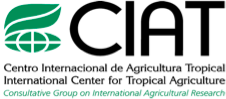 CIAT
Centro Internacional de Agricultura Tropical
International Center for Tropical Agriculture
Consultative Group on International Agricultural Research